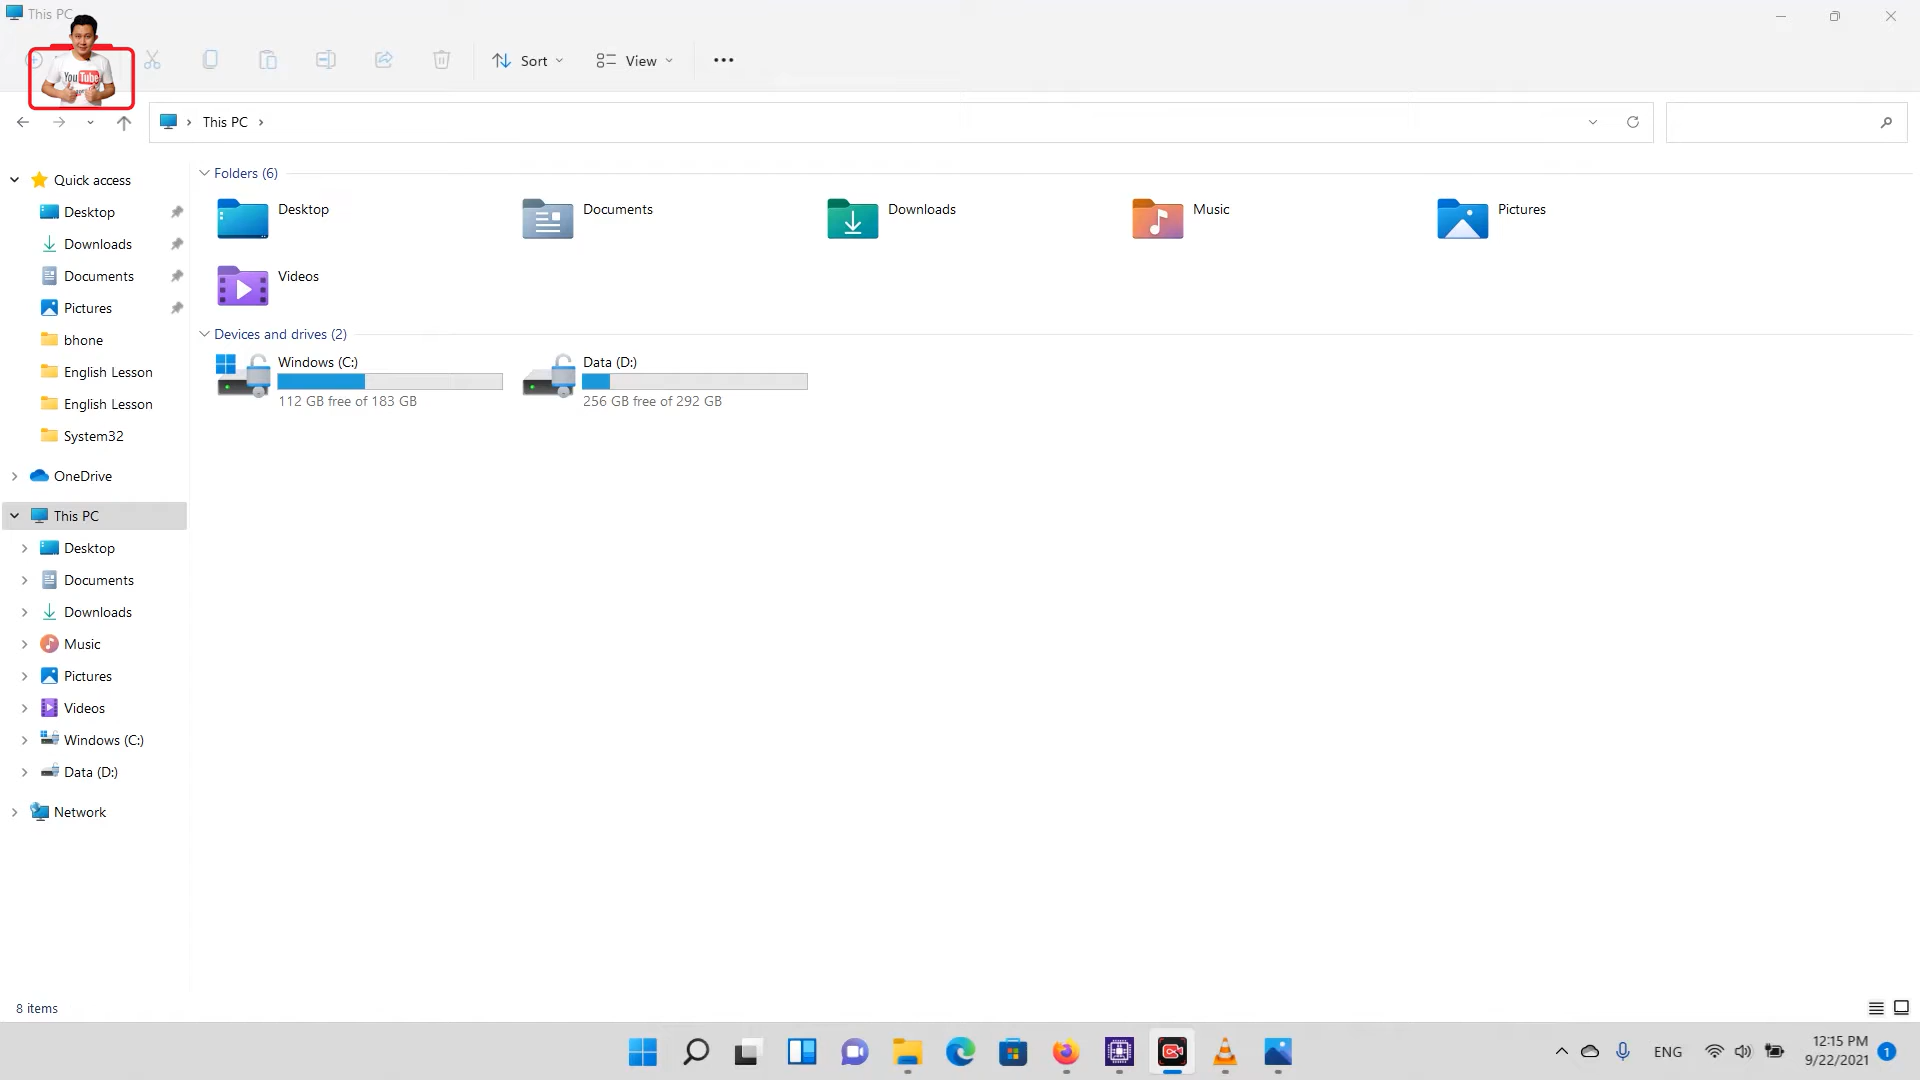 This PC
YouTube
Sort
View
This PC
Quick access
Desktop
Downloads
Documents
Pictures
bhone
English Lesson
English Lesson
System32
OneDrive
This PC
Desktop
Documents
Downloads
Music
Pictures
Videos
Windows (C:)
Data (D:)
Network
Folders (6)
Desktop
Documents
Downloads
Music
Pictures
Videos
Devices and drives (2)
Windows (C:)
112 GB free of 183 GB
Data (D:)
256 GB free of 292 GB
8 items
ENG
12:15 PM
9/22/2021
1